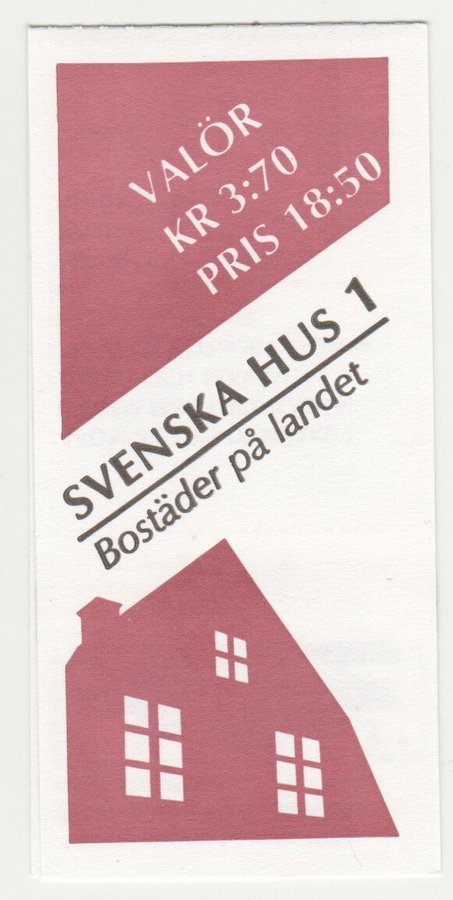 VALÖR
KR 3:70
PRIS 18:50
SVENSKA HUS 1
Bostäder på landet